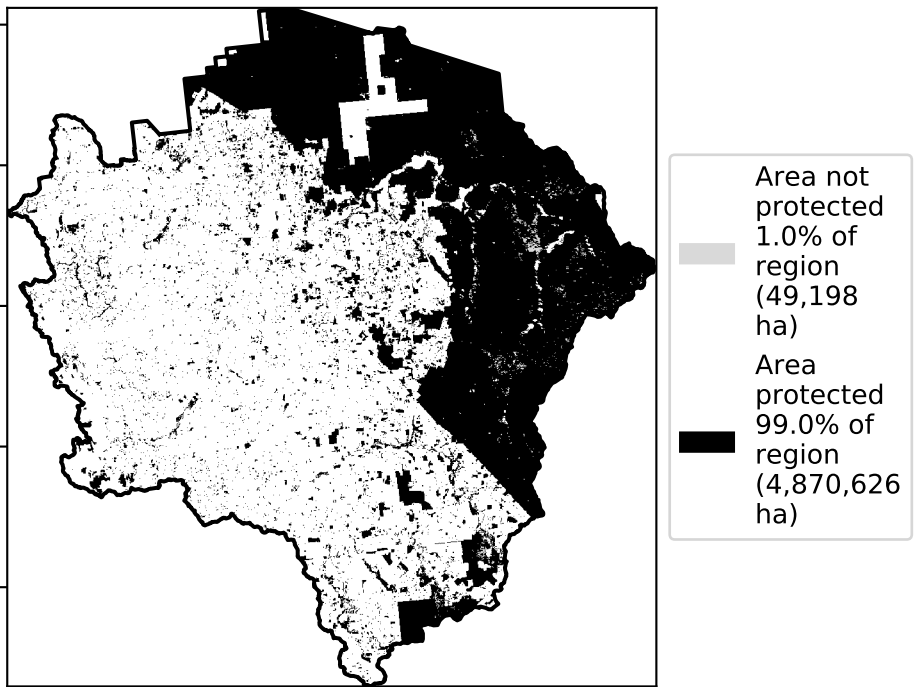 Area not
protected
1.0% of
region
(49,198
ha)
Area
protected
99.0% of
region
(4,870,626
ha)